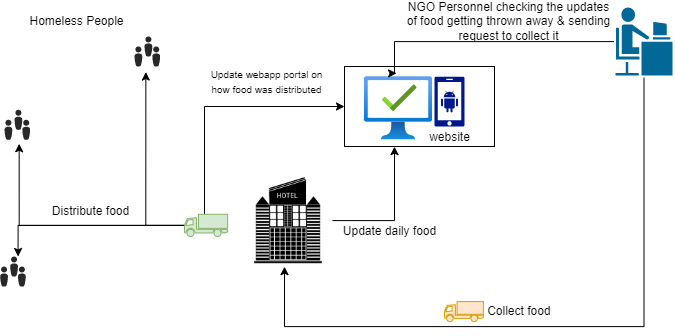 NGO Personnel checking the updates
of food getting thrown away & sending
request to collect it
Homeless People
Update webapp portal on
how food was distributed
website
HOTEL
Distribute food
Update daily food
Collect food